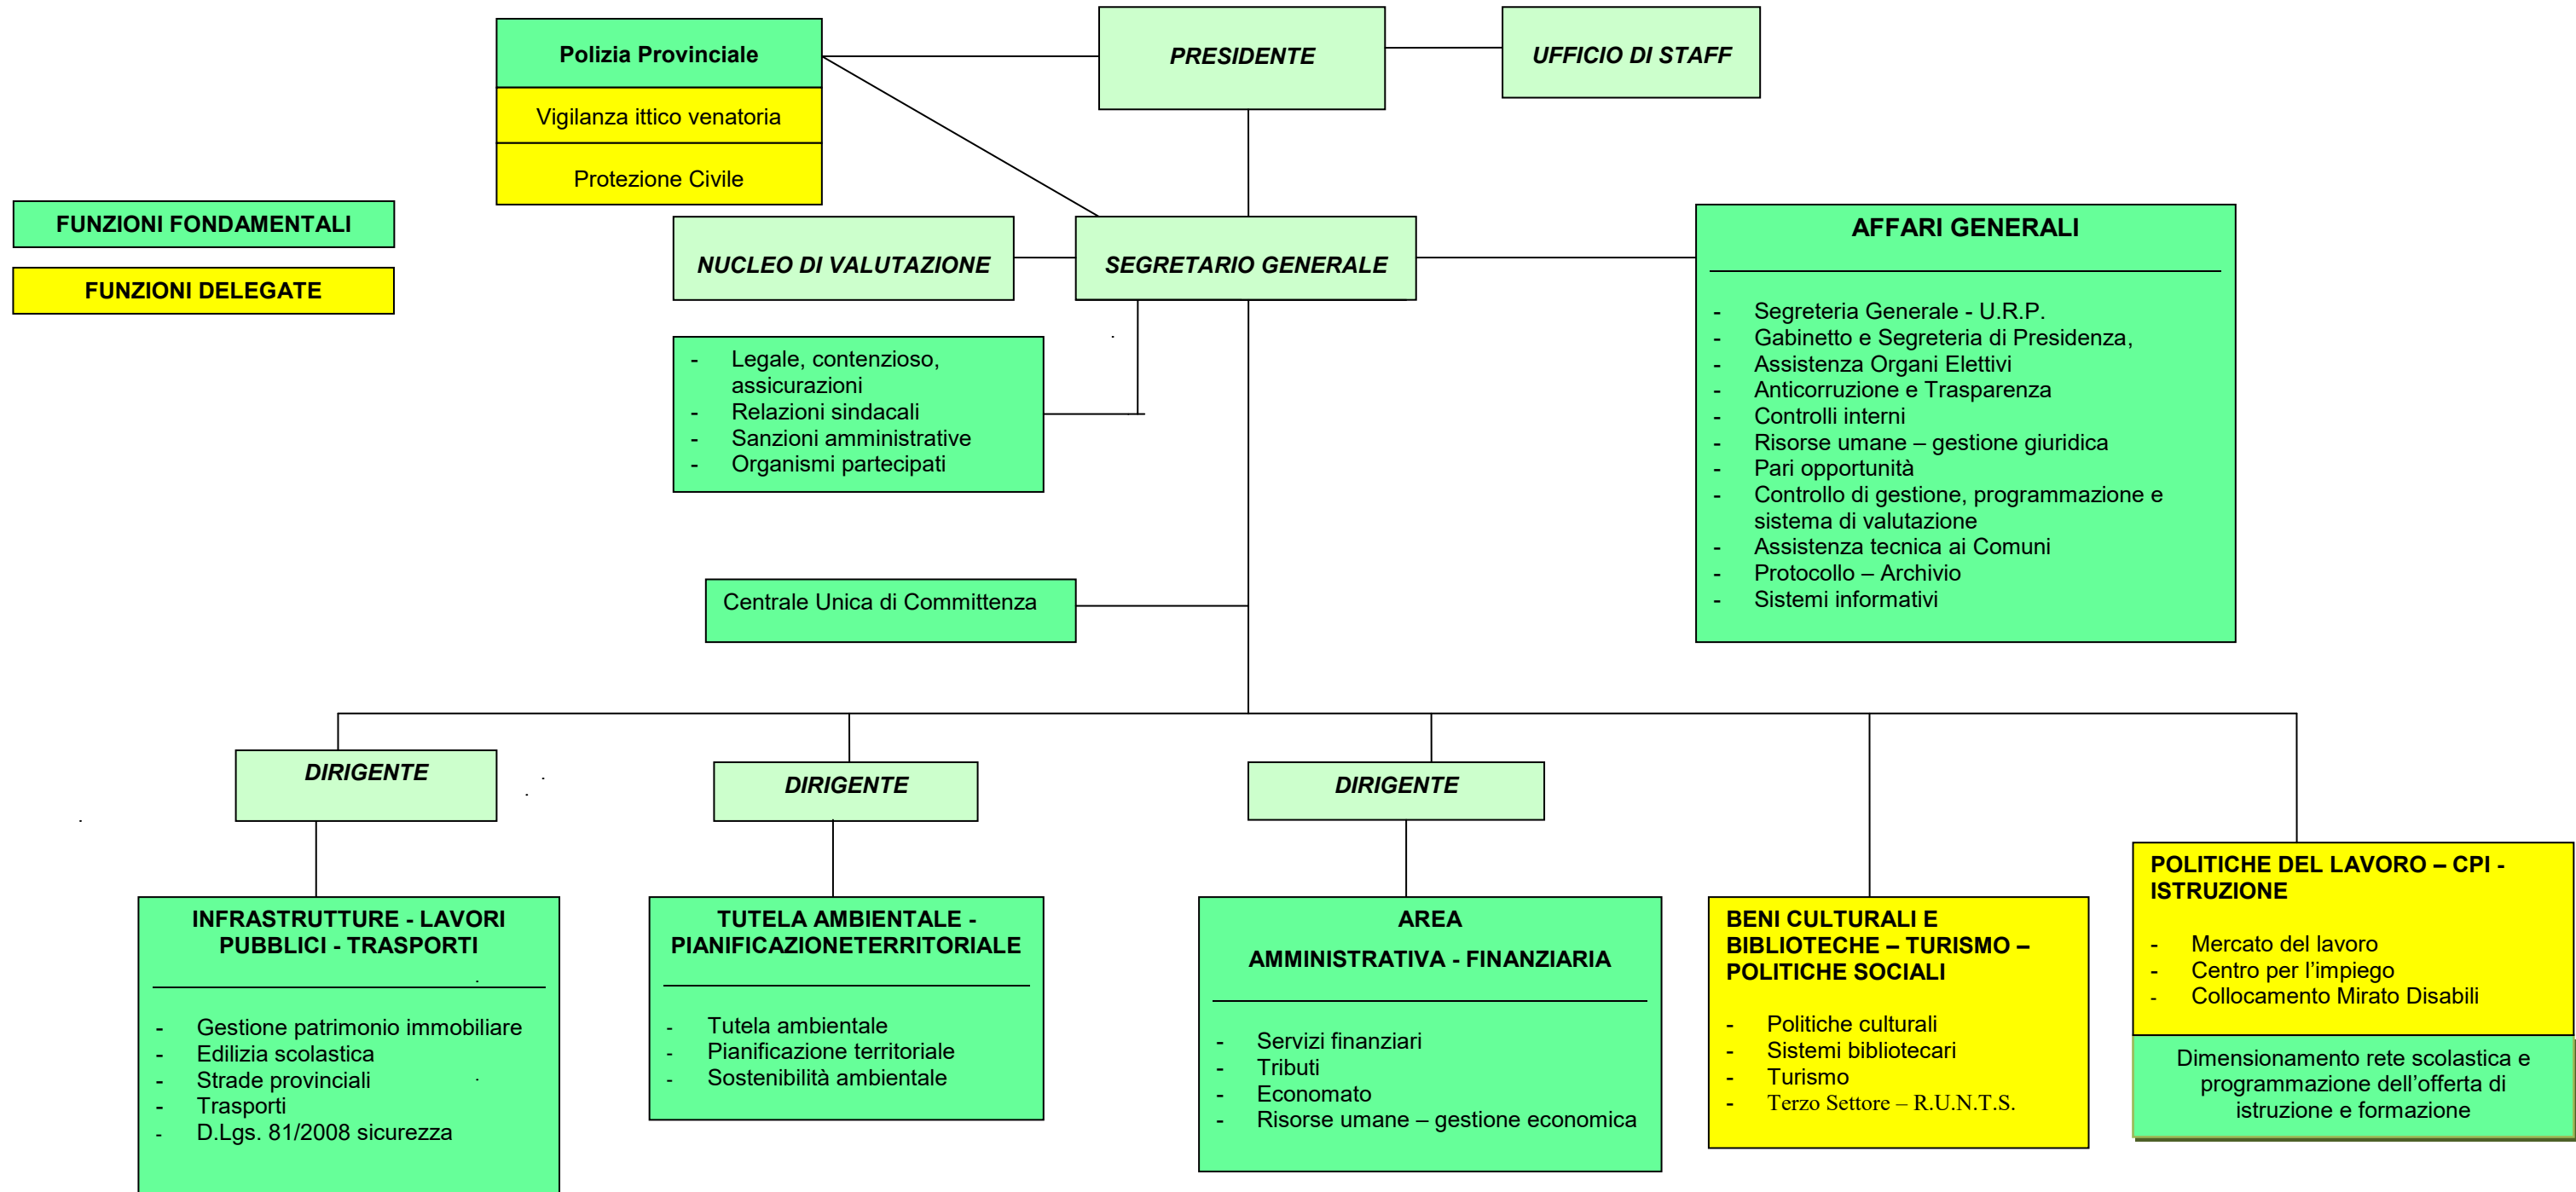 Polizia Provinciale
Vigilanza ittico venatoria
Protezione Civile
PRESIDENTE
UFFICIO DI STAFF
FUNZIONI FONDAMENTALI
FUNZIONI DELEGATE
NUCLEO DI VALUTAZIONE
SEGRETARIO GENERALE
AFFARI GENERALI
- Segreteria Generale - U.R.P.
- Gabinetto e Segreteria di Presidenza,
- Assistenza Organi Elettivi
- Anticorruzione e Trasparenza
- Controlli interni
- Risorse umane – gestione giuridica
- Pari opportunità
- Controllo di gestione, programmazione e
sistema di valutazione
- Assistenza tecnica ai Comuni
- Protocollo – Archivio
- Sistemi informativi
- Legale, contenzioso,
assicurazioni
- Relazioni sindacali
- Sanzioni amministrative
- Organismi partecipati
Centrale Unica di Committenza
DIRIGENTE
DIRIGENTE
DIRIGENTE
INFRASTRUTTURE - LAVORI
PUBBLICI - TRASPORTI
- Gestione patrimonio immobiliare
- Edilizia scolastica
- Strade provinciali
- Trasporti
- D.Lgs. 81/2008 sicurezza
TUTELA AMBIENTALE -
PIANIFICAZIONETERRITORIALE
- Tutela ambientale
- Pianificazione territoriale
- Sostenibilità ambientale
AREA
AMMINISTRATIVA - FINANZIARIA
- Servizi finanziari
- Tributi
- Economato
- Risorse umane – gestione economica
BENI CULTURALI E
BIBLIOTECHE – TURISMO –
POLITICHE SOCIALI
- Politiche culturali
- Sistemi bibliotecari
- Turismo
- Terzo Settore – R.U.N.T.S.
POLITICHE DEL LAVORO – CPI -
ISTRUZIONE
- Mercato del lavoro
- Centro per l’impiego
- Collocamento Mirato Disabili
Dimensionamento rete scolastica e
programmazione dell’offerta di
istruzione e formazione